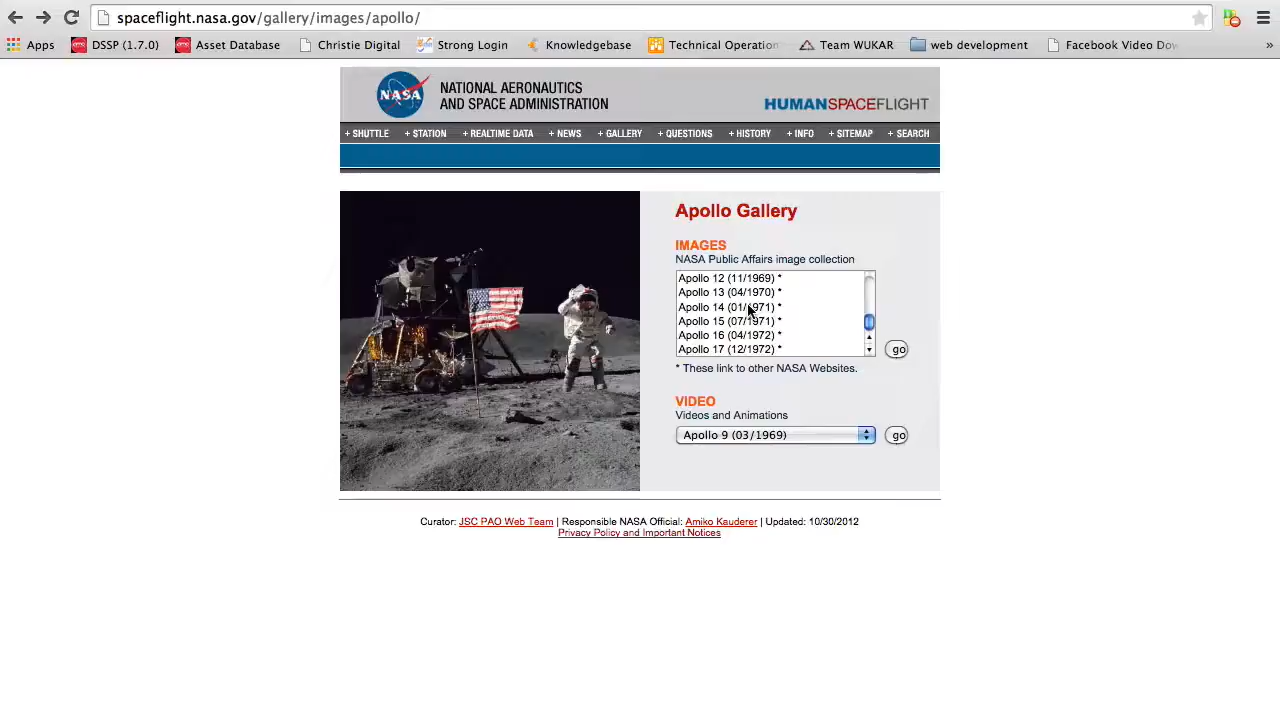 spaceflight.nasa.gov/gallery/images/apollo/
Apps DSSP (1.7.0) Asset Database Christie Digital Strong Login Knowledgebase Technical Operation Team WUKAR web development Facebook Video Dow »
NASA
NATIONAL AERONAUTICS
AND SPACE ADMINISTRATION
HUMANSPACEFLIGHT
+ SHUTTLE + STATION + REALTIME DATA + NEWS + GALLERY + QUESTIONS + HISTORY + INFO + SITEMAP + SEARCH
Apollo Gallery
IMAGES
NASA Public Affairs image collection
Apollo 12 (11/1969) *
Apollo 13 (04/1970) *
Apollo 14 (01/1971) *
Apollo 15 (07/1971) *
Apollo 16 (04/1972) *
Apollo 17 (12/1972) *
go
* These link to other NASA Websites.
VIDEO
Videos and Animations
Apollo 9 (03/1969)
go
Curator: JSC PAO Web Team | Responsible NASA Official: Amiko Kauderer | Updated: 10/30/2012
Privacy Policy and Important Notices